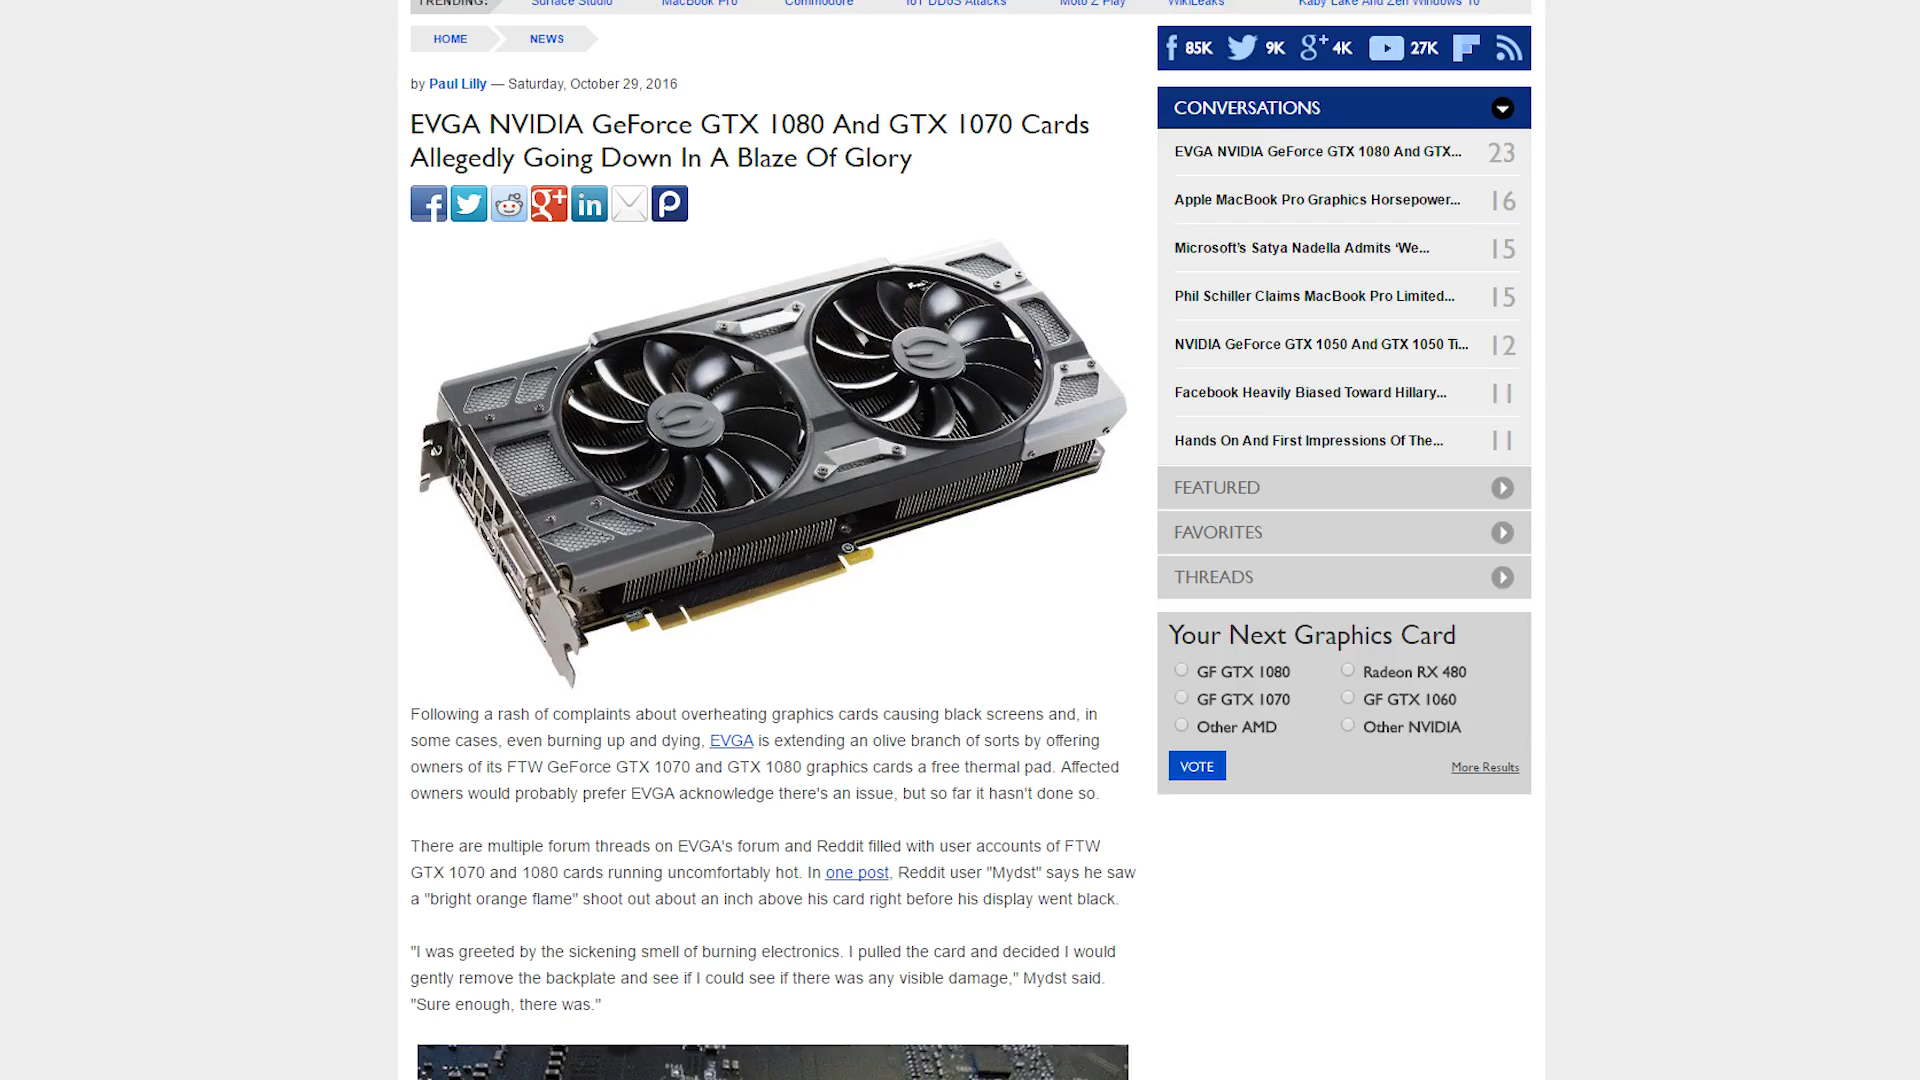 TRENDING:
Surface Studio
MacBook Pro
Commodore
IoT DDoS Attacks
Moto Z Play
WikiLeaks
Kaby Lake And Zen Windows 10
HOME
NEWS
by Paul Lilly — Saturday, October 29, 2016
EVGA NVIDIA GeForce GTX 1080 And GTX 1070 Cards
Allegedly Going Down In A Blaze Of Glory
Following a rash of complaints about overheating graphics cards causing black screens and, in
some cases, even burning up and dying, EVGA is extending an olive branch of sorts by offering
owners of its FTW GeForce GTX 1070 and GTX 1080 graphics cards a free thermal pad. Affected
owners would probably prefer EVGA acknowledge there's an issue, but so far it hasn't done so.
There are multiple forum threads on EVGA's forum and Reddit filled with user accounts of FTW
GTX 1070 and 1080 cards running uncomfortably hot. In one post, Reddit user "Mydst" says he saw
a "bright orange flame" shoot out about an inch above his card right before his display went black.
"I was greeted by the sickening smell of burning electronics. I pulled the card and decided I would
gently remove the backplate and see if I could see if there was any visible damage," Mydst said.
"Sure enough, there was."
85K
9K
4K
27K
CONVERSATIONS
EVGA NVIDIA GeForce GTX 1080 And GTX... 23
Apple MacBook Pro Graphics Horsepower... 16
Microsoft's Satya Nadella Admits ‘We... 15
Phil Schiller Claims MacBook Pro Limited... 15
NVIDIA GeForce GTX 1050 And GTX 1050 Ti... 12
Facebook Heavily Biased Toward Hillary... 11
Hands On And First Impressions Of The... 11
FEATURED
FAVORITES
THREADS
Your Next Graphics Card
GF GTX 1080
Radeon RX 480
GF GTX 1070
GF GTX 1060
Other AMD
Other NVIDIA
VOTE
More Results